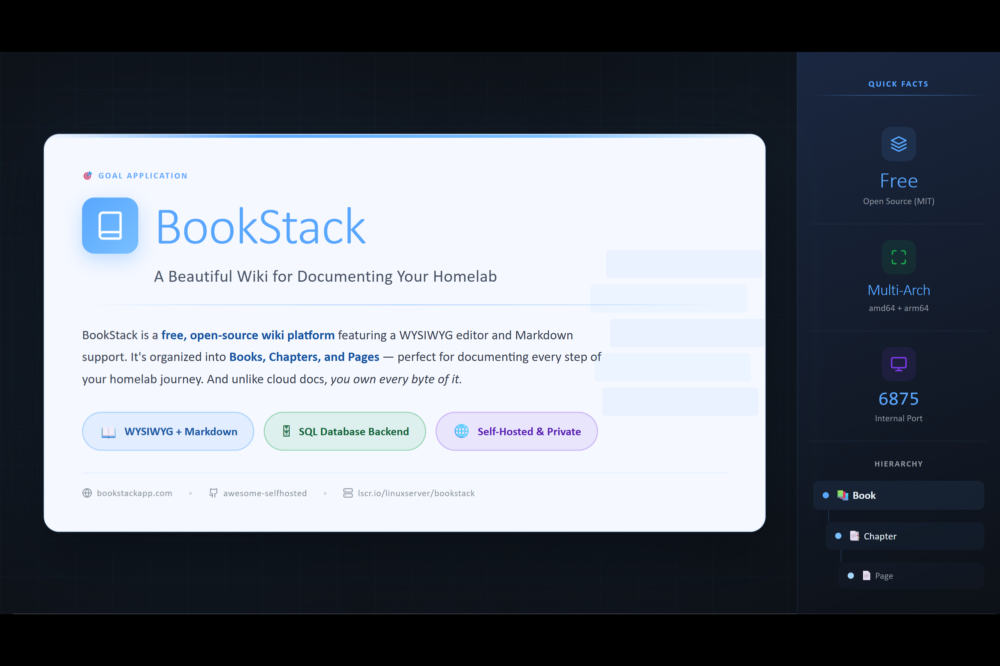 🎯 GOAL APPLICATION
BookStack
A Beautiful Wiki for Documenting Your Homelab
BookStack is a free, open-source wiki platform featuring a WYSIWYG editor and Markdown
support. It's organized into Books, Chapters, and Pages — perfect for documenting every step of
your homelab journey. And unlike cloud docs, you own every byte of it.
📖 WYSIWYG + Markdown
🗄 SQL Database Backend
🌐 Self-Hosted & Private
bookstackapp.com • awesome-selfhosted • lscr.io/linuxserver/bookstack
QUICK FACTS
Free
Open Source (MIT)
Multi-Arch
amd64 + arm64
6875
Internal Port
HIERARCHY
📚 Book
📑 Chapter
📄 Page